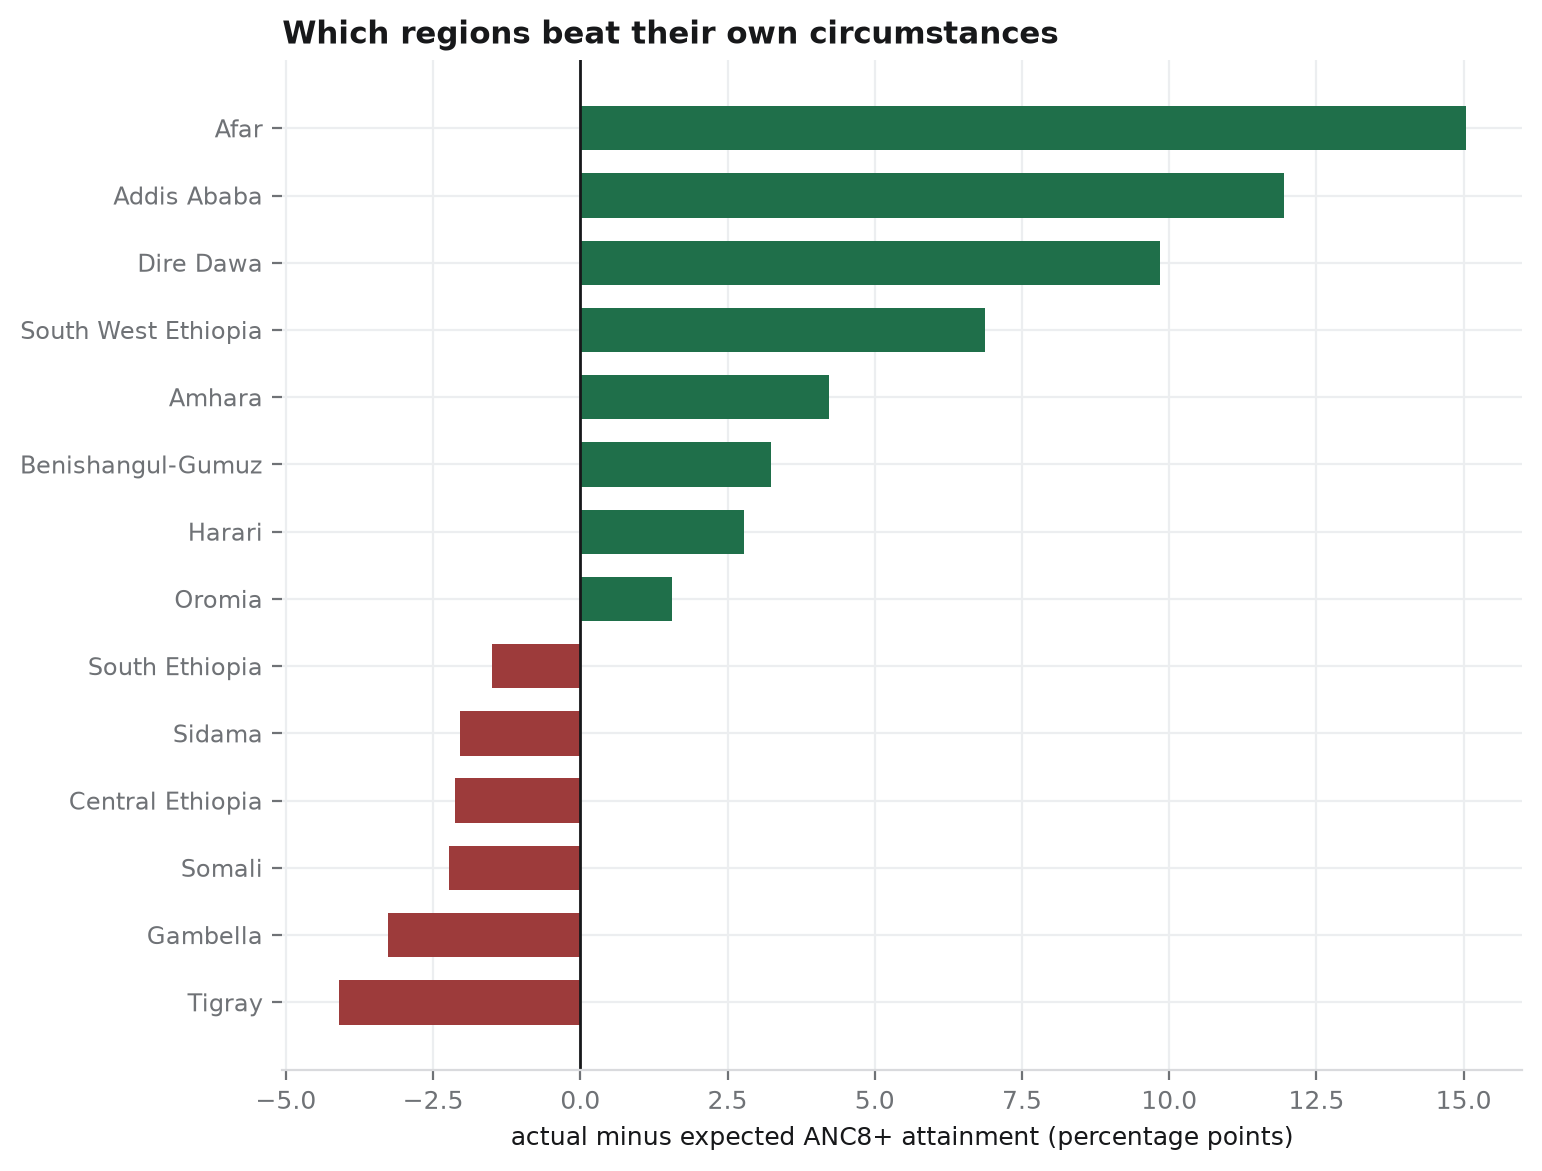 Which regions beat their own circumstances
Afar
Addis Ababa
Dire Dawa
South West Ethiopia
Amhara
Benishangul-Gumuz
Harari
Oromia
South Ethiopia
Sidama
Central Ethiopia
Somali
Gambella
Tigray
−5.0 −2.5 0.0 2.5 5.0 7.5 10.0 12.5 15.0
actual minus expected ANC8+ attainment (percentage points)